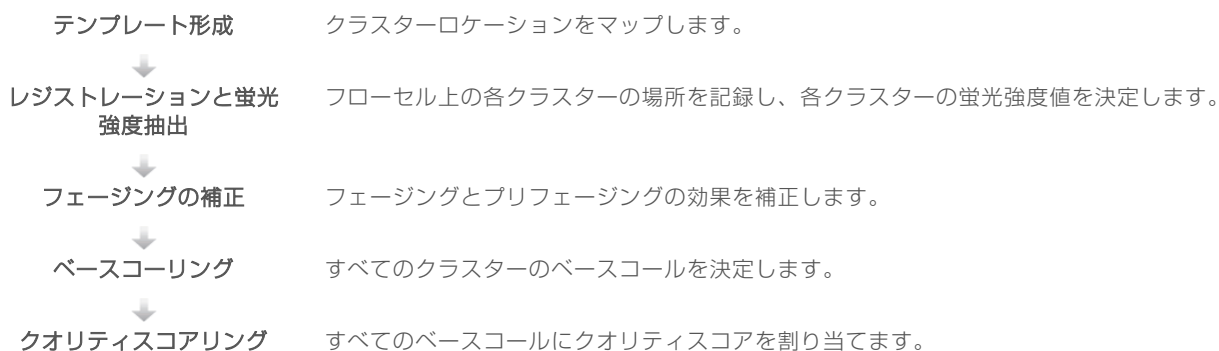 テンプレート形成
クラスターロケーションをマップします。
レジストレーションと蛍光
強度抽出
フローセル上の各クラスターの場所を記録し、各クラスターの蛍光強度値を決定します。
フェージングの補正
フェージングとプリフェージングの効果を補正します。
ベースコーリング
すべてのクラスターのベースコールを決定します。
クオリティスコアリング
すべてのベースコールにクオリティスコアを割り当てます。